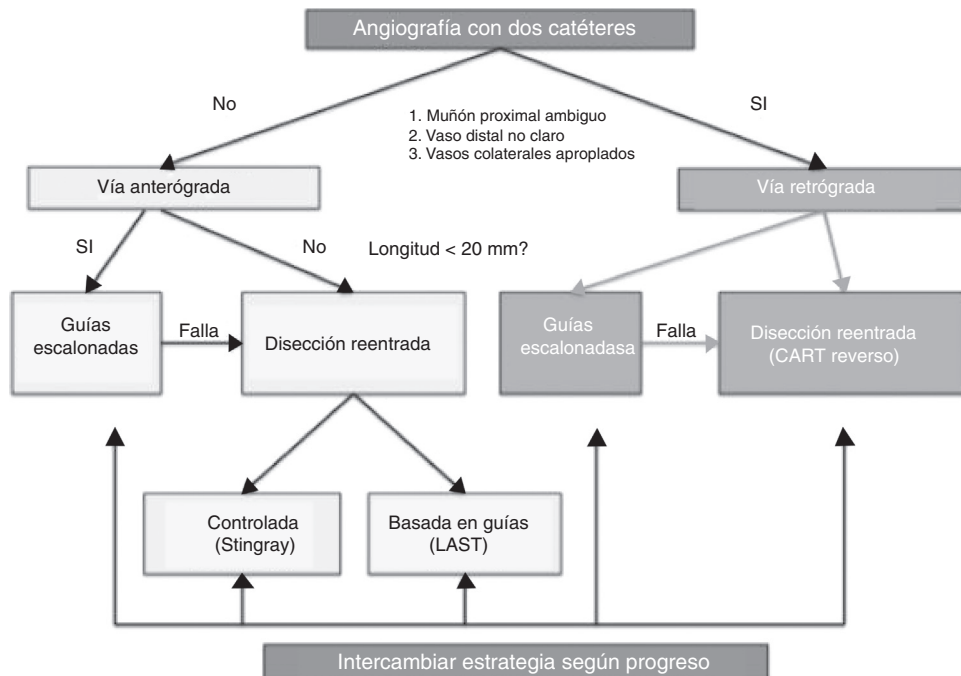 Angiografía con dos catéteres
No
SI
1. Muñón proximal ambiguo
2. Vaso distal no claro
3. Vasos colaterales aproplados
Vía anterógrada
Vía retrógrada
SI
No
Longitud < 20 mm?
Guías
escalonadas
Falla
Disección reentrada
Guías
escalonadasa
Falla
Disección reentrada
(CART reverso)
Controlada
(Stingray)
Basada en guías
(LAST)
Intercambiar estrategia según progreso